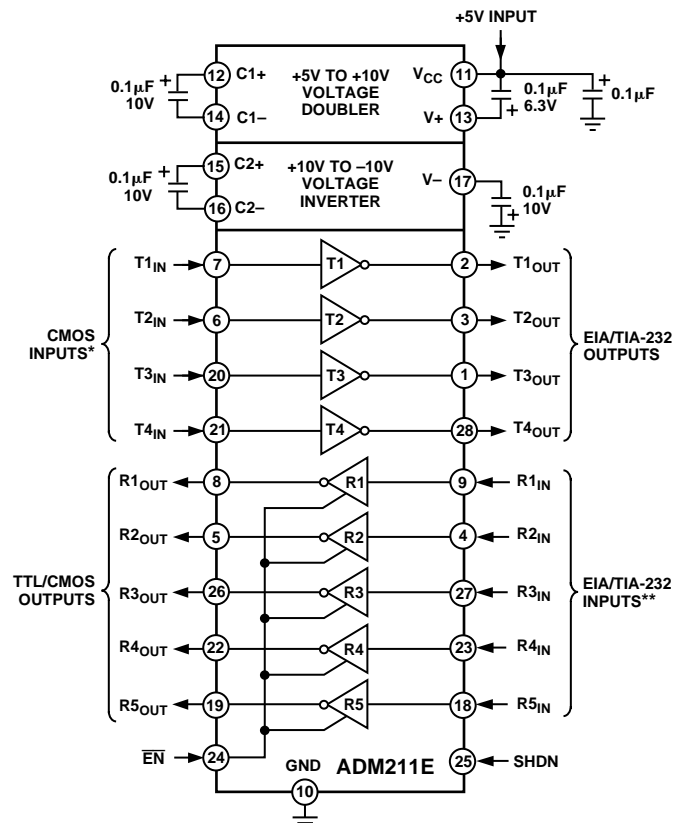 +5V INPUT
0.1µF
10V
+
12
C1+
14
C1–
+5V TO +10V
VOLTAGE
DOUBLER
VCC
11
V+
13
0.1µF
6.3V
+
+
0.1µF
0.1µF
10V
+
15
C2+
16
C2–
+10V TO –10V
VOLTAGE
INVERTER
V–
17
0.1µF
10V
+
CMOS
INPUTS*
T1IN
7
T1
2
T1OUT
T2IN
6
T2
3
T2OUT
T3IN
20
T3
1
T3OUT
T4IN
21
T4
28
T4OUT
EIA/TIA-232
OUTPUTS
TTL/CMOS
OUTPUTS
R1OUT
8
R1
9
R1IN
R2OUT
5
R2
4
R2IN
R3OUT
26
R3
27
R3IN
R4OUT
22
R4
23
R4IN
R5OUT
19
R5
18
R5IN
EIA/TIA-232
INPUTS**
EN
24
GND
10
ADM211E
25
SHDN